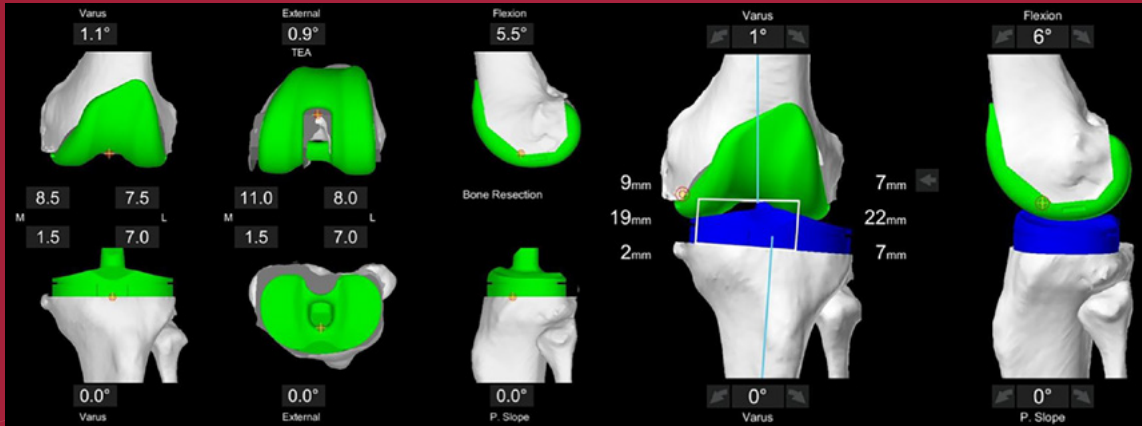 Varus
1.1°
External
0.9°
TEA
Flexion
5.5°
8.5 7.5
M L
1.5 7.0
11.0 8.0
M L
1.5 7.0
Bone Resection
0.0°
Varus
0.0°
External
0.0°
P. Slope
Varus
1°
9mm 7mm
19mm 22mm
2mm 7mm
0°
Varus
Flexion
6°
0°
P. Slope